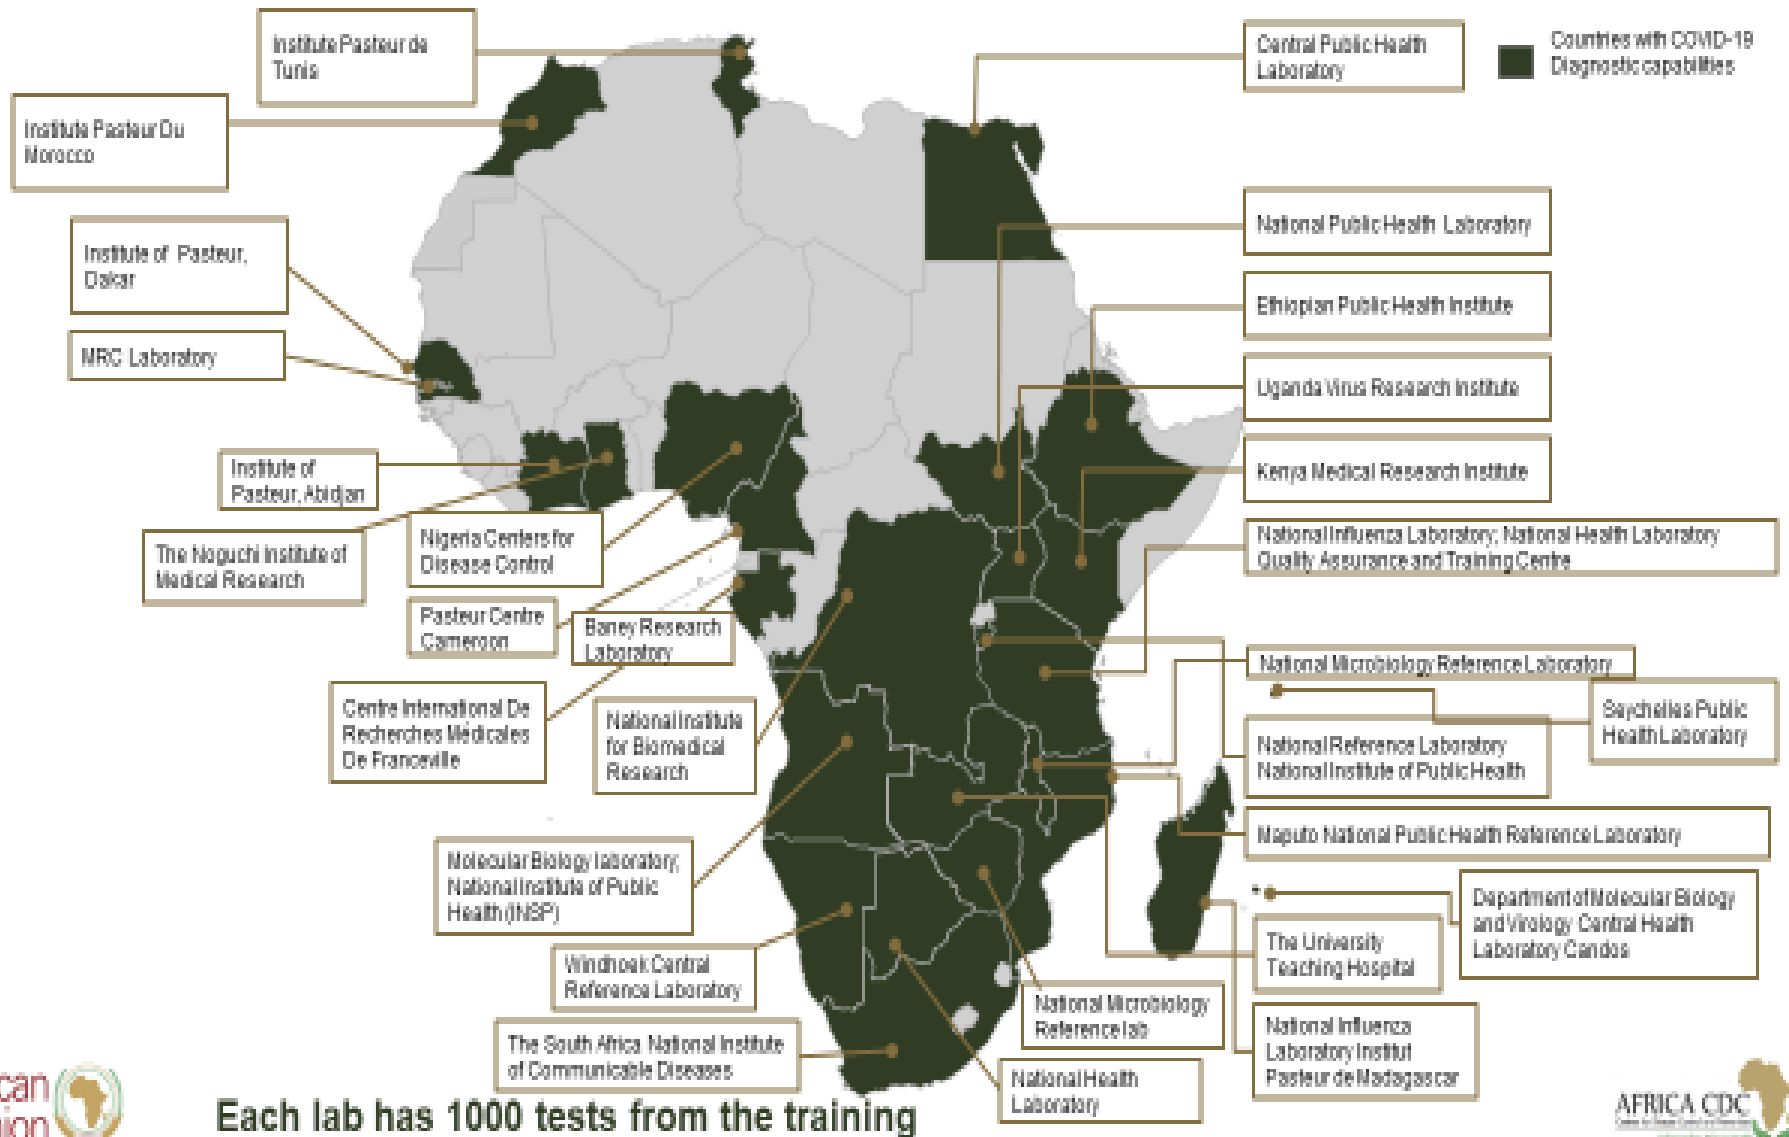 Institute Pasteur de
Tunis
Central Public Health
Laboratory
Countries with COVID-19
Diagnostic capabilities
Institute Pasteur Du
Morocco
National Public Health Laboratory
Institute of Pasteur,
Dakar
Ethiopian Public Health Institute
MRC Laboratory
Uganda Virus Research Institute
Institute of
Pasteur, Abidjan
Kenya Medical Research Institute
The Noguchi Institute of
Medical Research
Nigeria Centers for
Disease Control
National Influenza Laboratory; National Health Laboratory
Quality Assurance and Training Centre
Pasteur Centre
Cameroon
Baney Research
Laboratory
National Microbiology Reference Laboratory
Centre International De
Recherches Médicales
De Franceville
National Institute
for Biomedical
Research
Seychelles Public
Health Laboratory
National Reference Laboratory
National Institute of Public Health
Maputo National Public Health Reference Laboratory
Molecular Biology laboratory;
National Institute of Public
Health (INSP)
Department of Molecular Biology
and Virology Central Health
Laboratory Candos
The University
Teaching Hospital
Windhoek Central
Reference Laboratory
National Microbiology
Reference lab
National Influenza
Laboratory Institut
Pasteur de Madagascar
The South Africa National Institute
of Communicable Diseases
National Health
Laboratory
can
nion
Each lab has 1000 tests from the training
AFRICA CDC